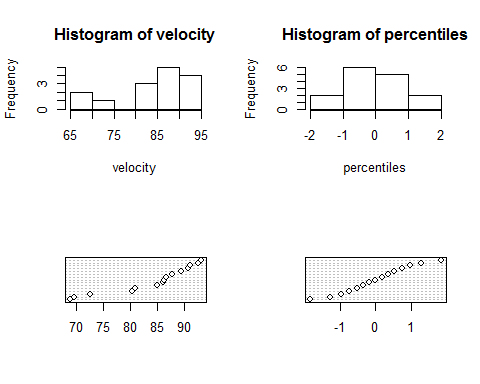 Histogram of velocity
Frequency
0 3
65 75 85 95
velocity
Histogram of percentiles
Frequency
0 3 6
-2 -1 0 1 2
percentiles
70 75 80 85 90
-1 0 1